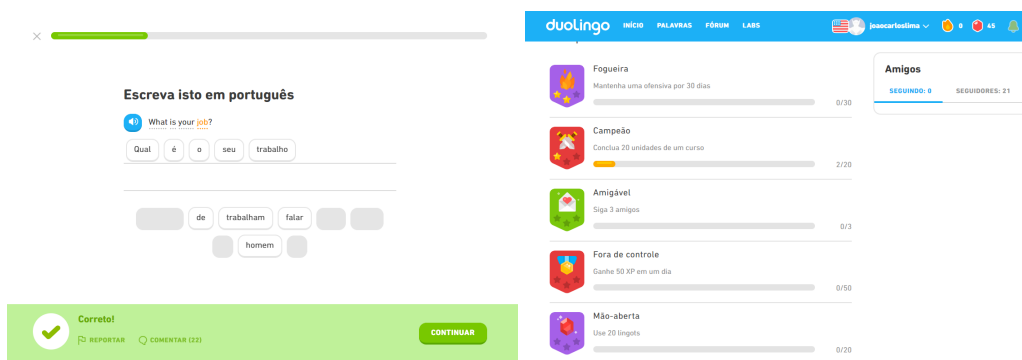 Escreva isto em português
What is your job?
Qual é o seu trabalho
de trabalham falar
homem
Correto!
REPORTAR COMENTAR (22)
CONTINUAR
duolingo INÍCIO PALAVRAS FÓRUM LABS joaocarloslima 0 45
Fogueira
Mantenha uma ofensiva por 30 dias
0/30
Campeão
Conclua 20 unidades de um curso
2/20
Amigável
Siga 3 amigos
0/3
Fora de controle
Ganhe 50 XP em um dia
0/50
Mão-aberta
Use 20 lingots
0/20
Amigos
SEGUINDO: 0 SEGUIDORES: 21